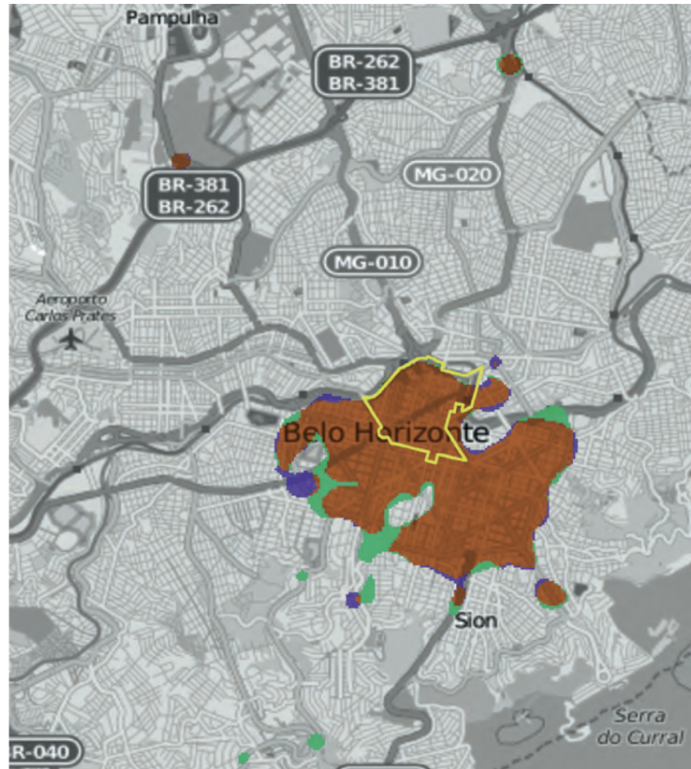 Pampulha
BR-262
BR-381
BR-381
BR-262
MG-020
MG-010
Aeroporto
Carlos Prates
Belo Horizonte
Sion
Serra
do Curral
R-040